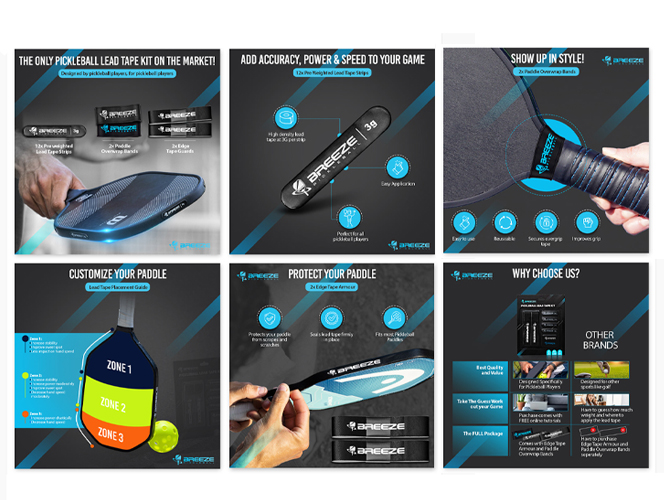 THE ONLY PICKLEBALL LEAD TAPE KIT ON THE MARKET!
Designed by pickleball players, for pickleball players
BREEZE
3g
BREEZE
BREEZE
BREEZE
BREEZE
12x Pre weighted
Lead Tape Strips
2x Paddle
Overwrap Bands
2x Edge
Tape Guards
BREEZE
ADD ACCURACY, POWER & SPEED TO YOUR GAME
12x Pre Weighted Lead Tape Strips
High density lead
tape at 3G per strip
BREEZE
3g
Easy Application
Perfect for all
pickleball players
BREEZE
SHOW UP IN STYLE!
2x Paddle Overwrap Bands
BREEZE
BREEZE
Easy to use
Reusable
Secures overgrip
tape
Improves grip
CUSTOMIZE YOUR PADDLE
Lead Tape Placement Guide
Zone 1:
Zone 2:
Zone 3:
ZONE 1
ZONE 2
ZONE 3
BREEZE
BREEZE
PROTECT YOUR PADDLE
2x Edge Tape Armour
Protects your paddle
from scrapes and
scratches
Seals lead tape firmly
in place
Fits most Pickleball
Paddles
BREEZE
BREEZE
BREEZE
WHY CHOOSE US?
OTHER
BRANDS
Best Quality
and Value
Designed Specifically
for Pickleball Players
Designed for other
sports like golf
Take The Guess Work
out your Game
Purchase comes with
FREE online tutorials
Have to guess how much
weight and where to
apply the lead tape
The FULL Package
Comes with Edge Tape
Armour and Paddle
Overwrap Bands
Have to purchase
Edge Tape Armour and
Paddle Overwrap Bands
separately